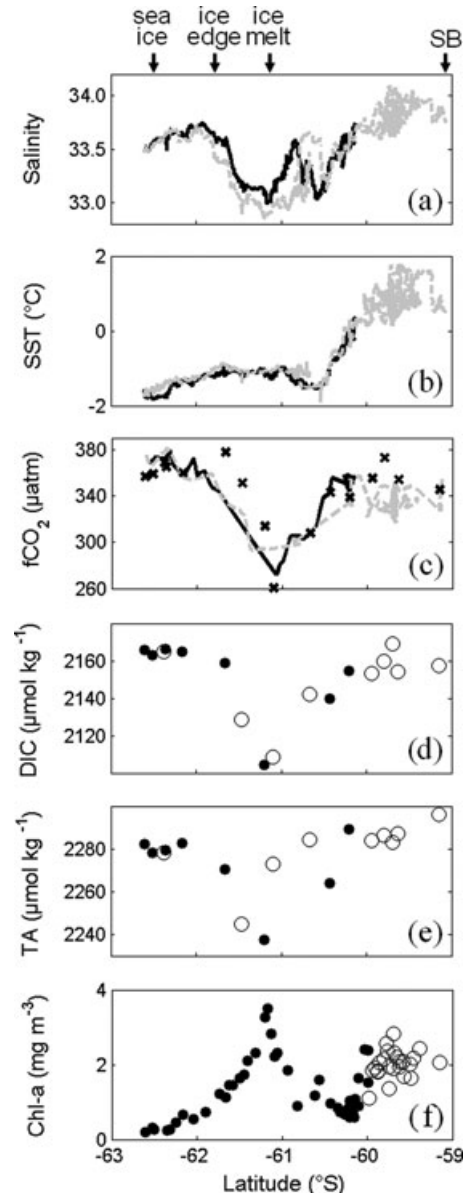 sea ice ice
ice edge melt SB
34.0
33.5
33.0
Salinity
(a)
0
-2
SST (°C)
(b)
380
340
300
260
fCO₂ (µatm)
(c)
2160
2140
2120
DIC (µmol kg⁻¹)
(d)
2280
2260
2240
TA (µmol kg⁻¹)
(e)
4
2
0
Chl-a (mg m⁻³)
(f)
-63 -62 -61 -60 -59
Latitude (°S)